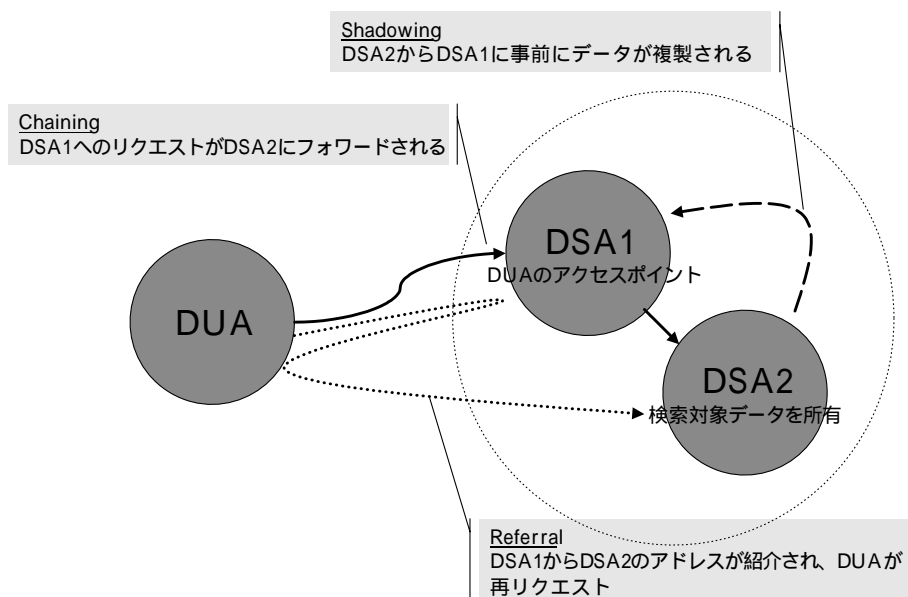 Shadowing
DSA2からDSA1に事前にデータが複製される
Chaining
DSA1へのリクエストがDSA2にフォワードされる
DSA1
DUAのアクセスポイント
DUA
DSA2
検索対象データを所有
Referral
DSA1からDSA2のアドレスが紹介され、DUAが
再リクエスト